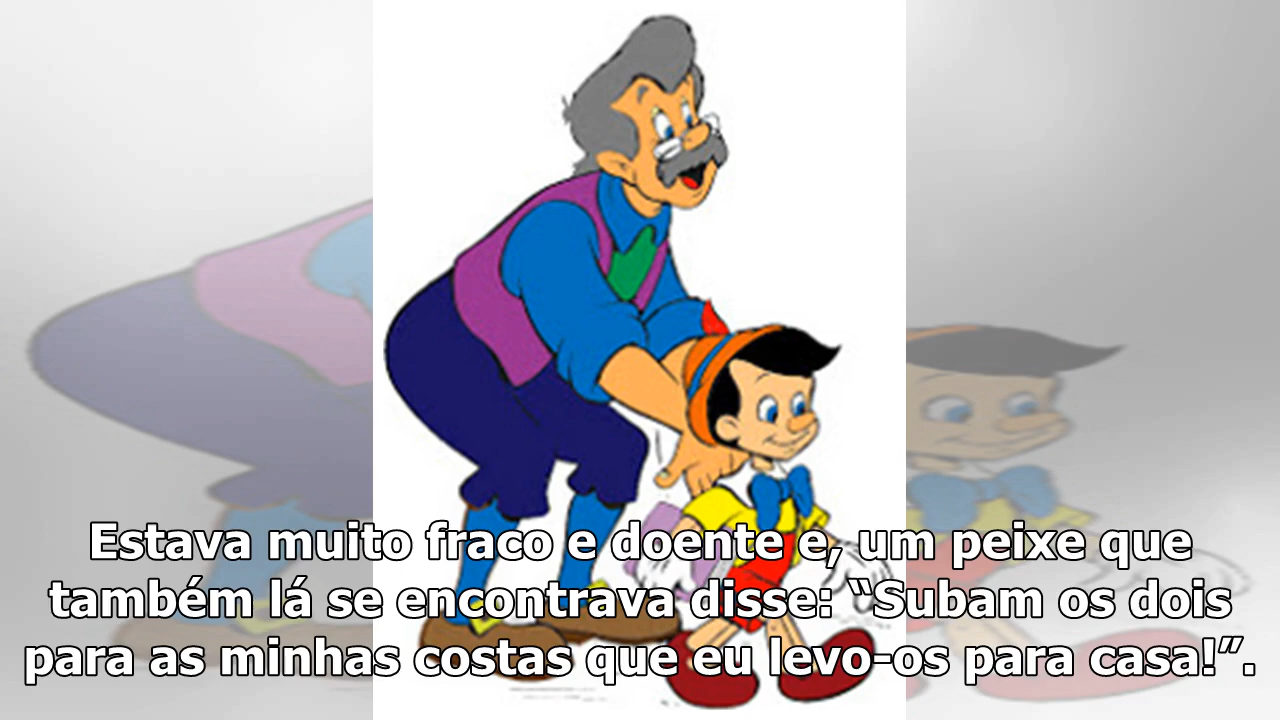 Estava muito fraco e doente e, um peixe que
também lá se encontrava disse: “Subam os dois
para as minhas costas que eu levo-os para casa!”.